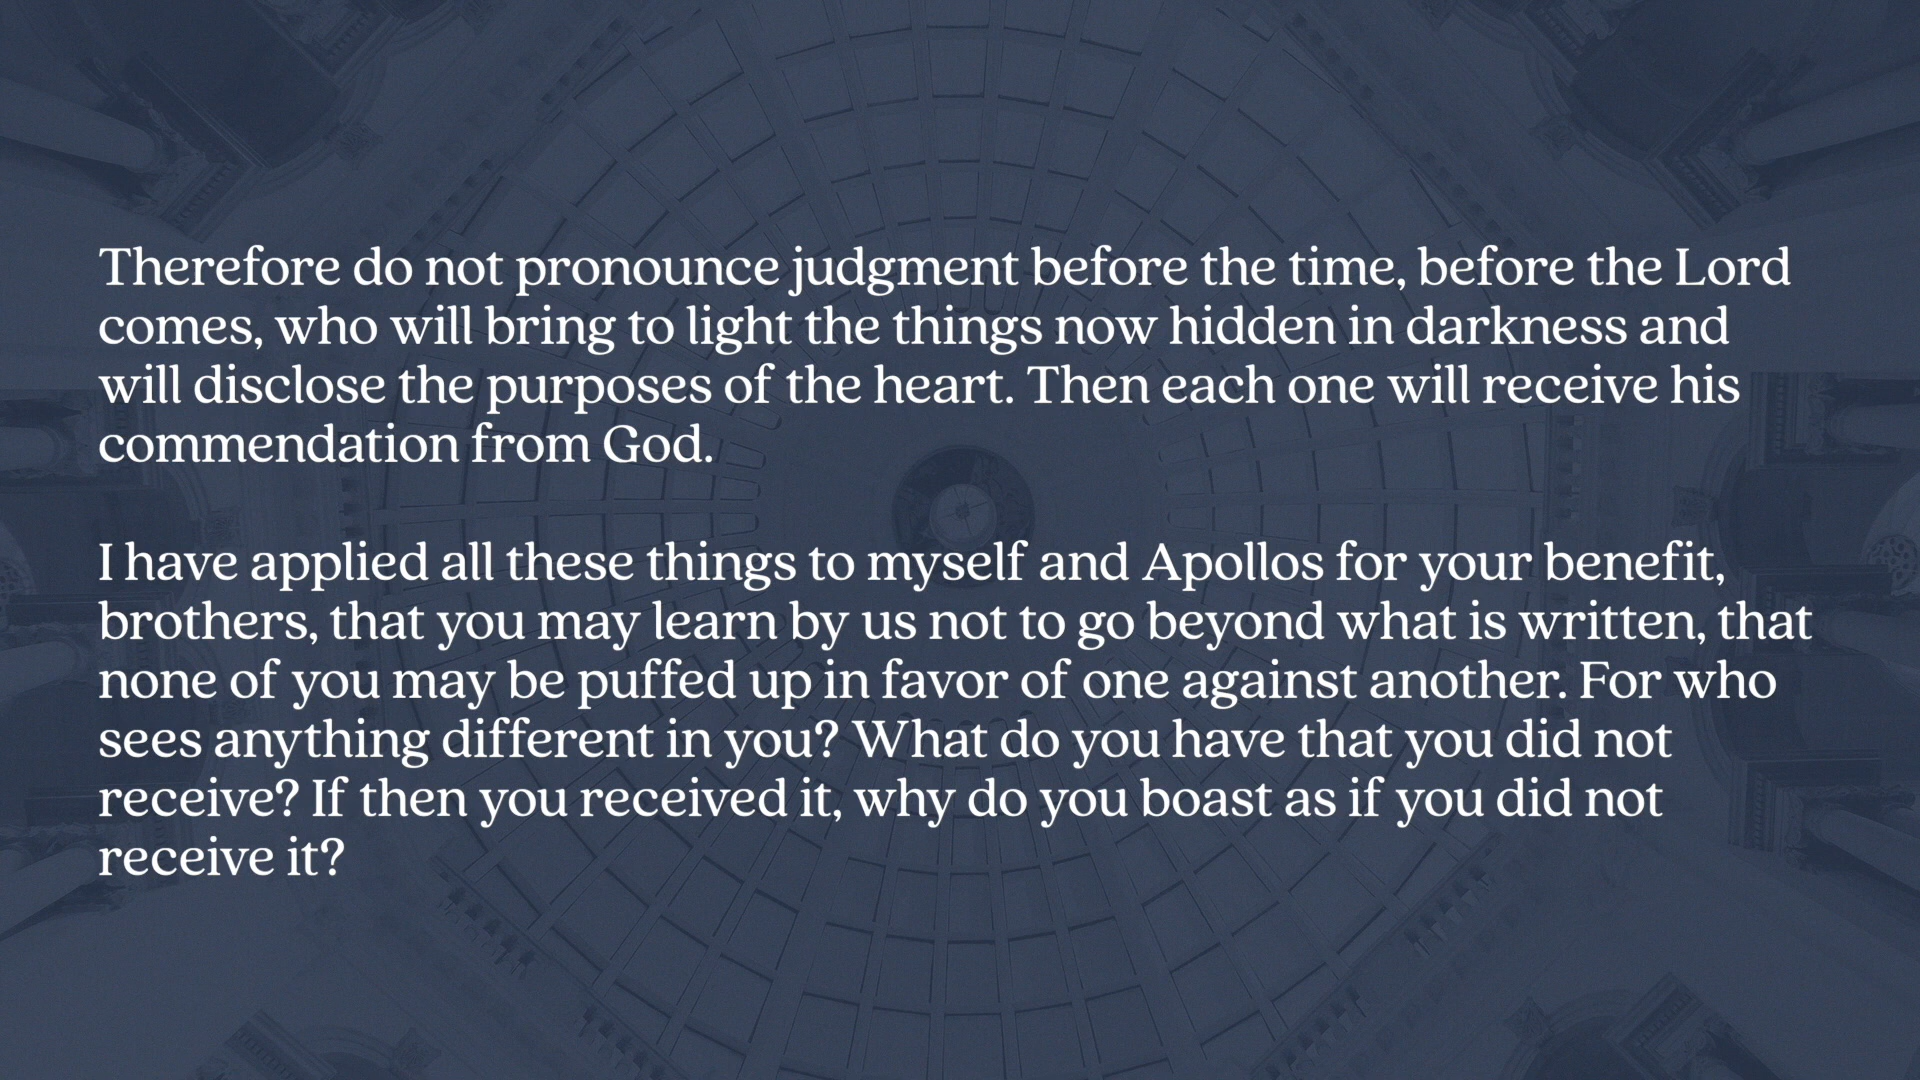 Therefore do not pronounce judgment before the time, before the Lord
comes, who will bring to light the things now hidden in darkness and
will disclose the purposes of the heart. Then each one will receive his
commendation from God.
I have applied all these things to myself and Apollos for your benefit,
brothers, that you may learn by us not to go beyond what is written, that
none of you may be puffed up in favor of one against another. For who
sees anything different in you? What do you have that you did not
receive? If then you received it, why do you boast as if you did not
receive it?